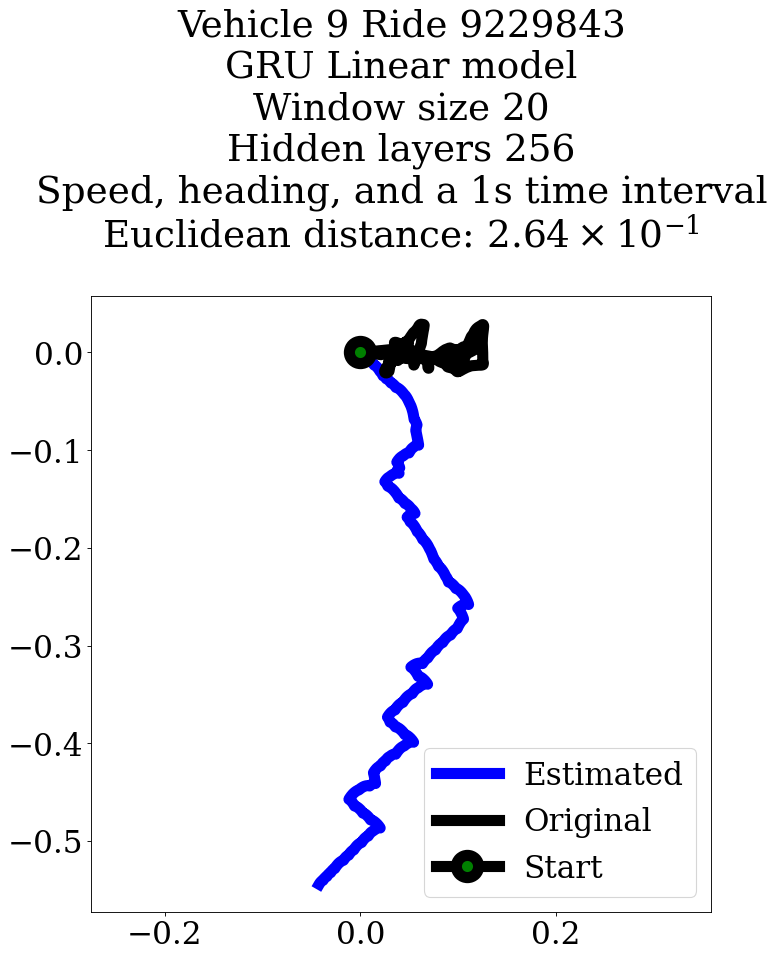 Vehicle 9 Ride 9229843
GRU Linear model
Window size 20
Hidden layers 256
Speed, heading, and a 1s time interval
Euclidean distance: 2.64 × 10⁻¹
0.0
−0.1
−0.2
−0.3
−0.4
−0.5
Estimated
Original
Start
−0.2 0.0 0.2